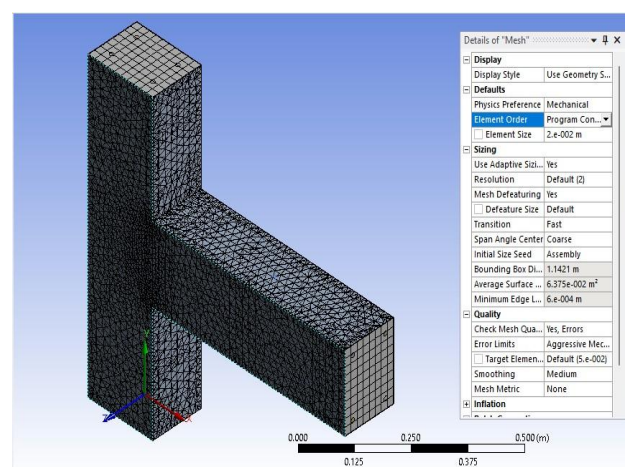 Details of "Mesh"
Display
Display Style Use Geometry S...
Defaults
Physics Preference Mechanical
Element Order Program Con...
Element Size 2.e-002 m
Sizing
Use Adaptive Sizi... Yes
Resolution Default (2)
Mesh Defeaturing Yes
Defeature Size Default
Transition Fast
Span Angle Center Coarse
Initial Size Seed Assembly
Bounding Box Di... 1.1421 m
Average Surface ... 6.375e-002 m²
Minimum Edge L... 6.e-004 m
Quality
Check Mesh Qua... Yes, Errors
Error Limits Aggressive Mec...
Target Elemen... Default (5.e-002)
Smoothing Medium
Mesh Metric None
Inflation
Y
Z
X
0.000 0.250 0.500 (m)
0.125 0.375